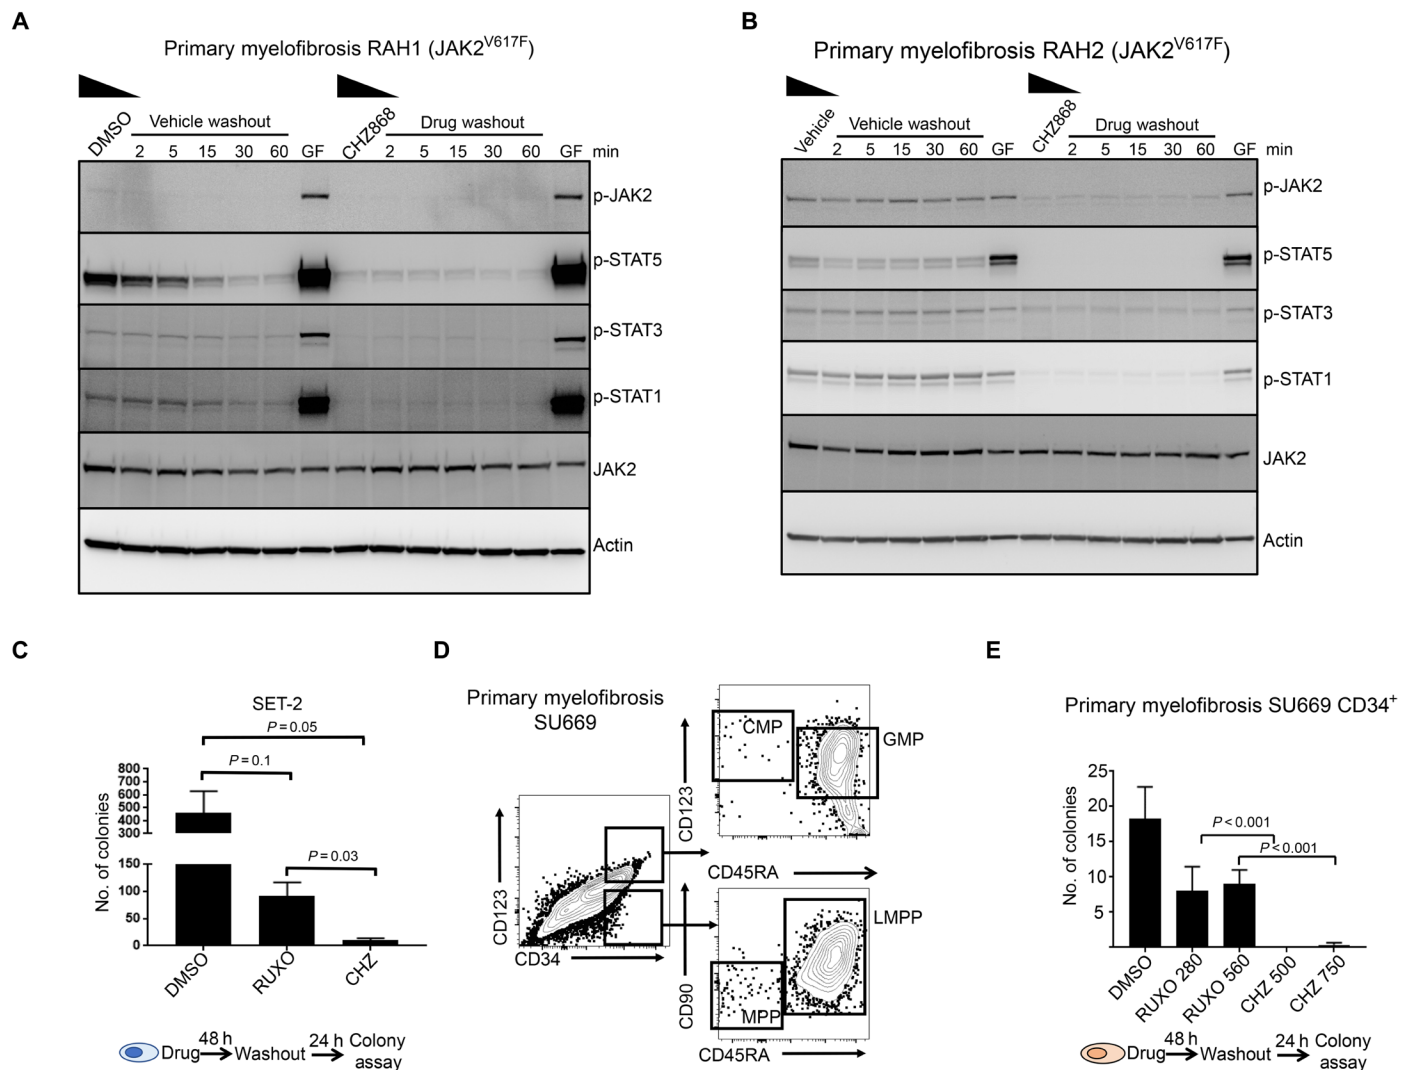 A
Primary myelofibrosis RAH1 (JAK2V617F)
DMSO
Vehicle washout
2 5 15 30 60 GF
CHZ868
Drug washout
2 5 15 30 60 GF min
p-JAK2
p-STAT5
p-STAT3
p-STAT1
JAK2
Actin
B
Primary myelofibrosis RAH2 (JAK2V617F)
Vehicle
Vehicle washout
2 5 15 30 60 GF
CHZ868
Drug washout
2 5 15 30 60 GF min
p-JAK2
p-STAT5
p-STAT3
p-STAT1
JAK2
Actin
C
SET-2
P = 0.05
P = 0.1
P = 0.03
No. of colonies
800
700
600
500
400
300
150
100
50
0
DMSO
RUXO
CHZ
Drug 48 h Washout 24 h Colony
assay
D
Primary myelofibrosis
SU669
CD123
CD34
CMP
GMP
CD123
CD45RA
LMPP
MPP
CD90
CD45RA
E
Primary myelofibrosis SU669 CD34+
No. of colonies
25
20
15
10
5
P < 0.001
P < 0.001
DMSO
RUXO 280
RUXO 560
CHZ 500
CHZ 750
Drug 48 h Washout 24 h Colony
assay